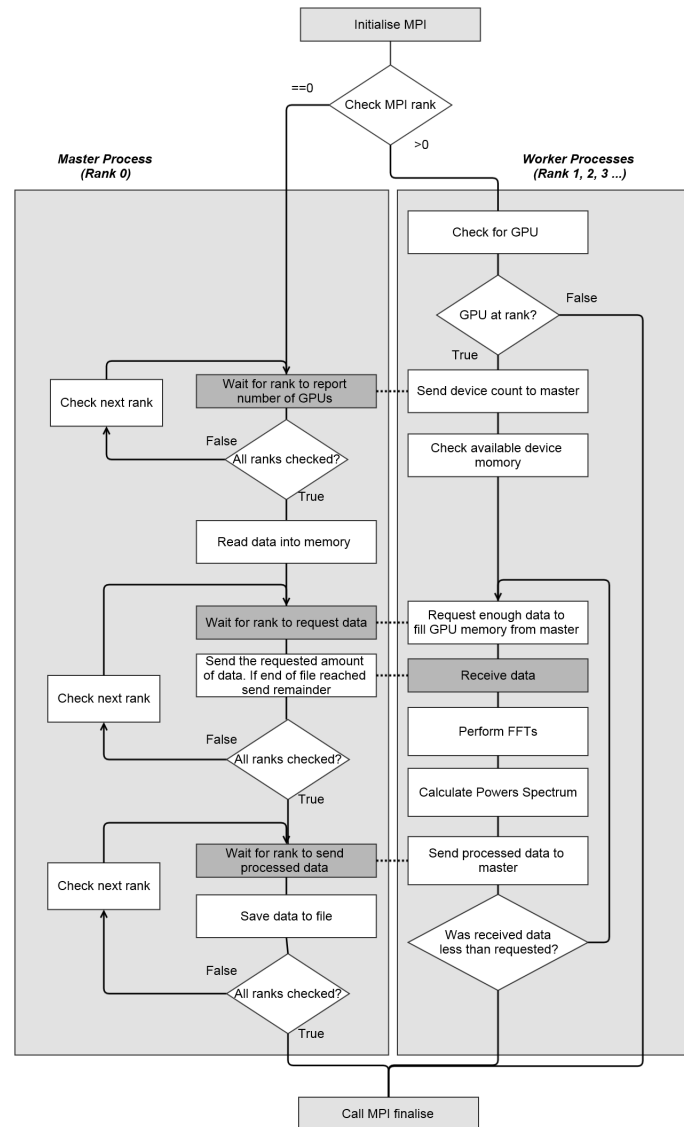 Initialise MPI
==0
Check MPI rank
>0
Master Process
(Rank 0)
Worker Processes
(Rank 1, 2, 3 ...)
Check for GPU
False
GPU at rank?
True
Wait for rank to report
number of GPUs
Send device count to master
Check next rank
False
All ranks checked?
Check available device
momory
True
Read data into memory
Wait for rank to request data
Request enough data to
fill GPU memory from master
Send the requested amount
of data. If end of file reached
send remainder
Receive data
Check next rank
Perform FFTs
False
All ranks checked?
Calculate Powers Spectrum
True
Wait for rank to send
processed data
Send processed data to
master
Check next rank
Save data to file
Was received data
less than requested?
False
All ranks checked?
True
Call MPI finalise